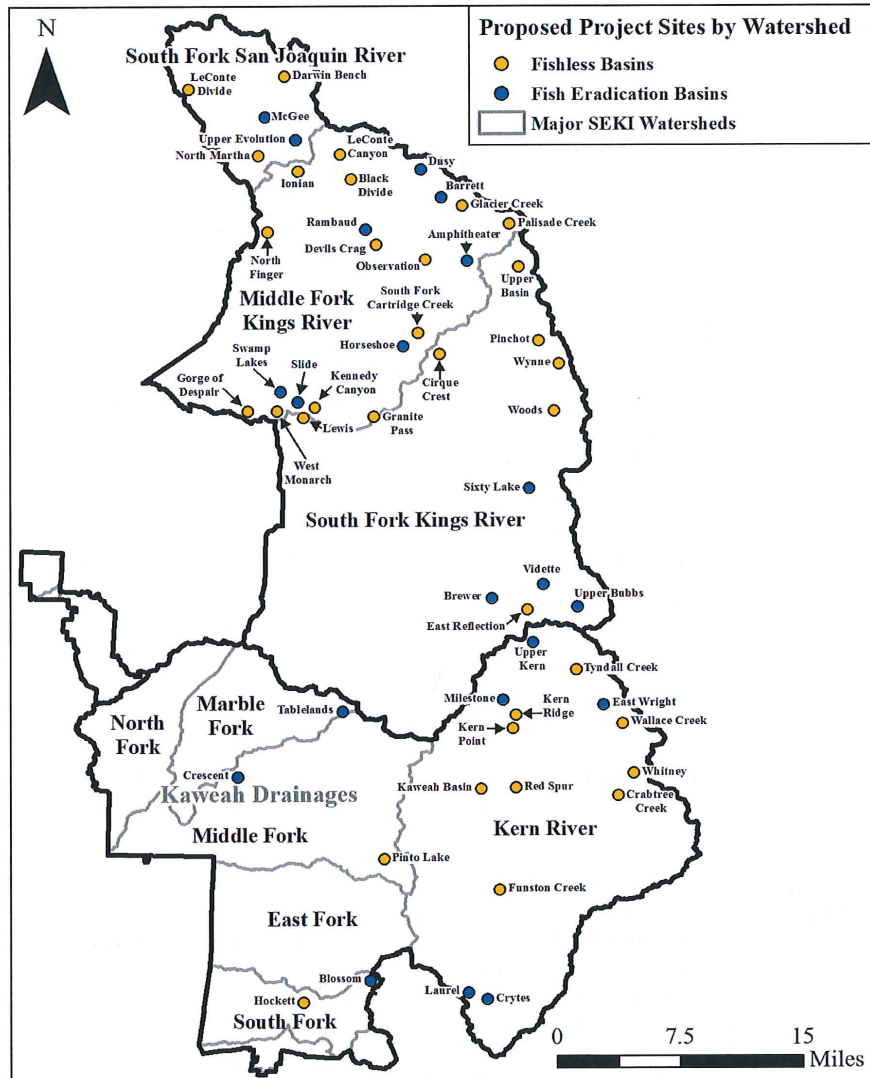 N
Proposed Project Sites by Watershed
Fishless Basins
Fish Eradication Basins
Major SEKI Watersheds
South Fork San Joaquin River
LeConte
Divide
Darwin Bench
McGee
Upper Evolution
North Martha
Ionian
LeConte
Canyon
Black
Divide
Dusy
Barrett
Glacier Creek
Palisade Creek
Rambaud
Amphitheater
Devils Crag
Observation
North
Finger
Upper
Basin
South Fork
Cartridge Creek
Middle Fork
Kings River
Horseshoe
Pinchot
Wynne
Cirque
Crest
Swamp
Lakes
Slide
Kennedy
Canyon
Gorge of
Despair
Lewis
Granite
Pass
Woods
West
Monarch
Sixty Lake
South Fork Kings River
Vidette
Brewer
Upper Bubbs
East Reflection
Upper
Kern
Tyndall Creek
Marble
Fork
North
Fork
Tablelands
Milestone
Kern
Ridge
East Wright
Kern
Point
Wallace Creek
Crescent
Kaweah Drainages
Middle Fork
Kaweah Basin
Red Spur
Whitney
Crabtree
Creek
Kern River
Pinto Lake
Funston Creek
East Fork
Blossom
Laurel
Crytes
Hockett
South Fork
0 7.5 15
Miles